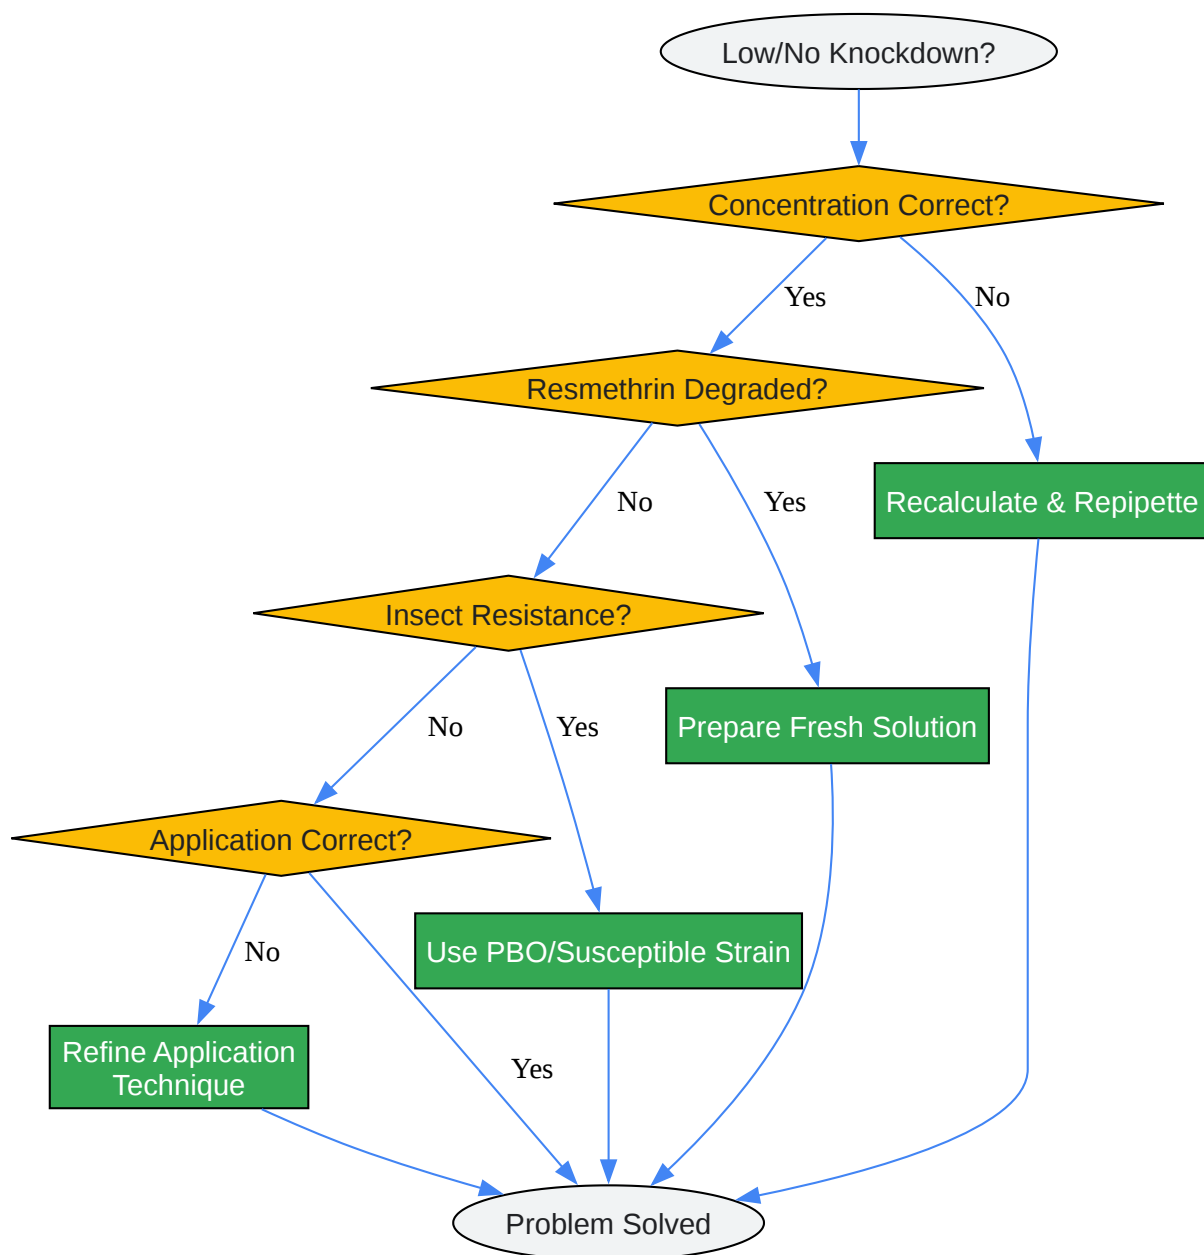 Low/No Knockdown?
Concentration Correct?
Yes
No
Resmethrin Degraded?
Recalculate & Repipette
No
Yes
Insect Resistance?
No
Yes
Prepare Fresh Solution
Application Correct?
No
Use PBO/Susceptible Strain
Refine Application
Technique
Yes
Problem Solved